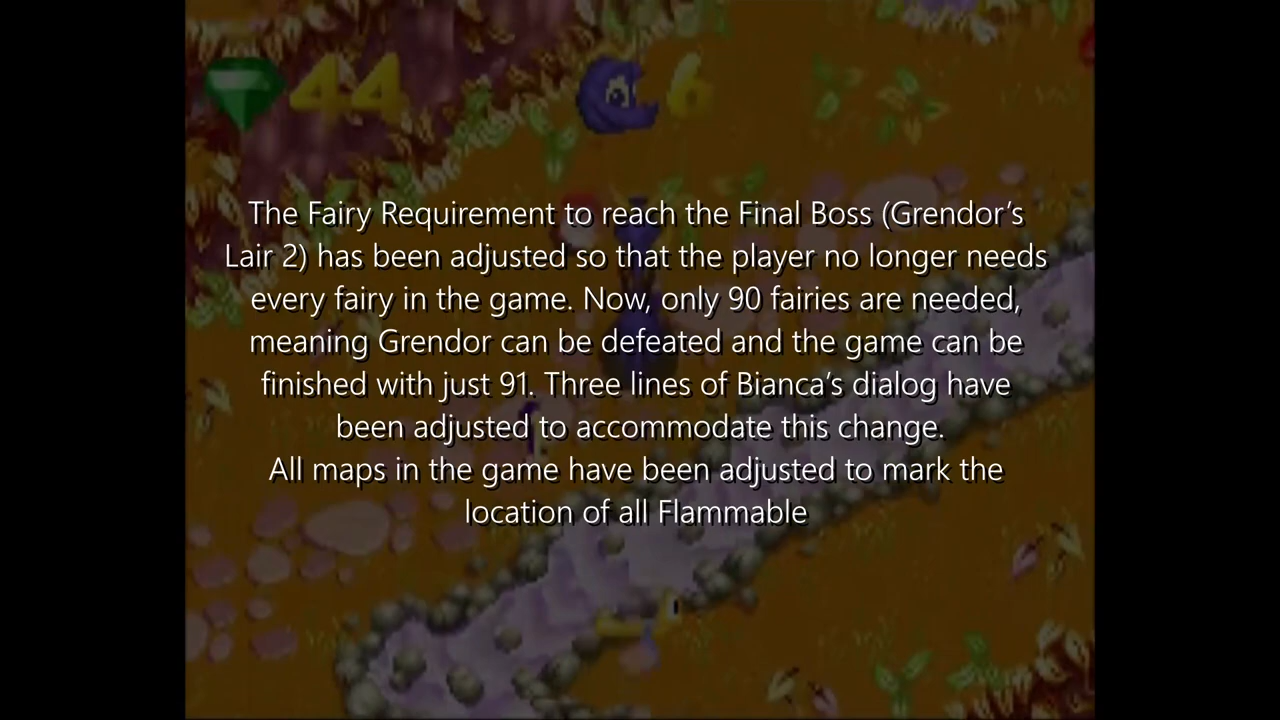 44
6
The Fairy Requirement to reach the Final Boss (Grendor’s
Lair 2) has been adjusted so that the player no longer needs
every fairy in the game. Now, only 90 fairies are needed,
meaning Grendor can be defeated and the game can be
finished with just 91. Three lines of Bianca’s dialog have
been adjusted to accommodate this change.
All maps in the game have been adjusted to mark the
location of all Flammable